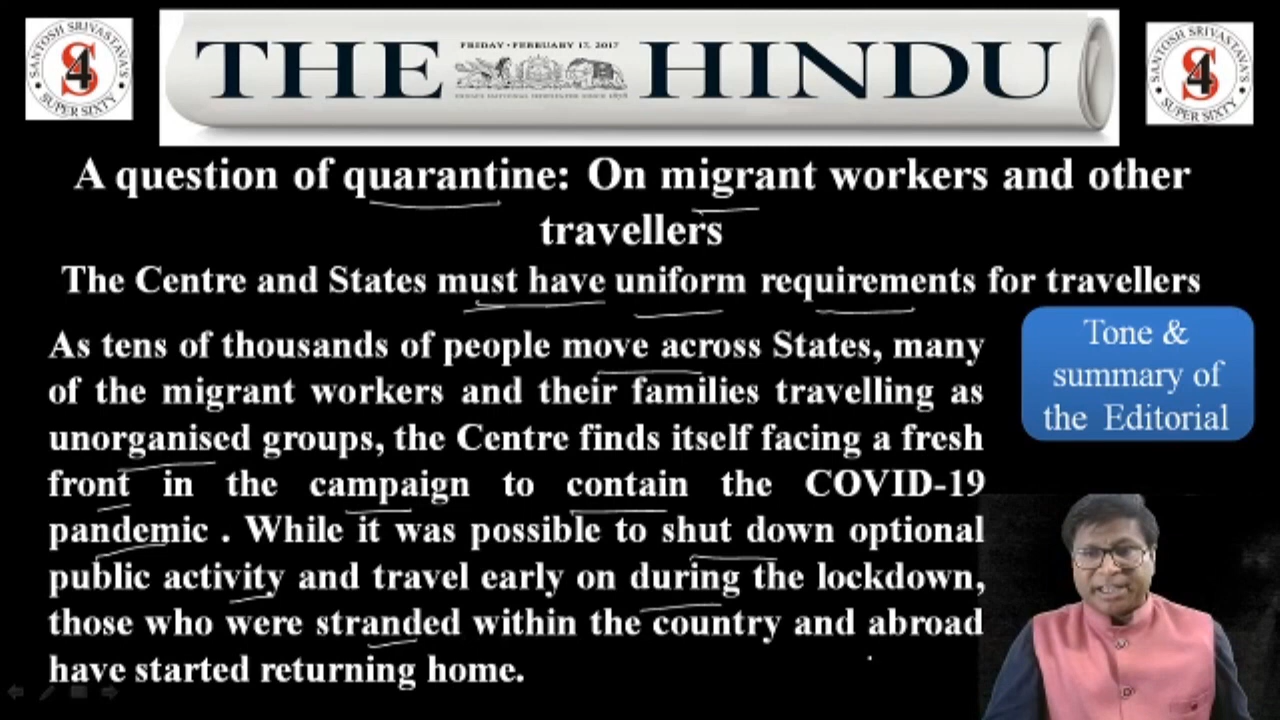 SANTOSH SRIVASTAVA'S
S4
SUPER SIXTY
THE HINDU
FRIDAY • FEBRUARY 17, 2017
SANTOSH SRIVASTAVA'S
S4
SUPER SIXTY
A question of quarantine: On migrant workers and other
travellers
The Centre and States must have uniform requirements for travellers
As tens of thousands of people move across States, many
of the migrant workers and their families travelling as
unorganised groups, the Centre finds itself facing a fresh
front in the campaign to contain the COVID-19
pandemic . While it was possible to shut down optional
public activity and travel early on during the lockdown,
those who were stranded within the country and abroad
have started returning home.
Tone &
summary of
the Editorial